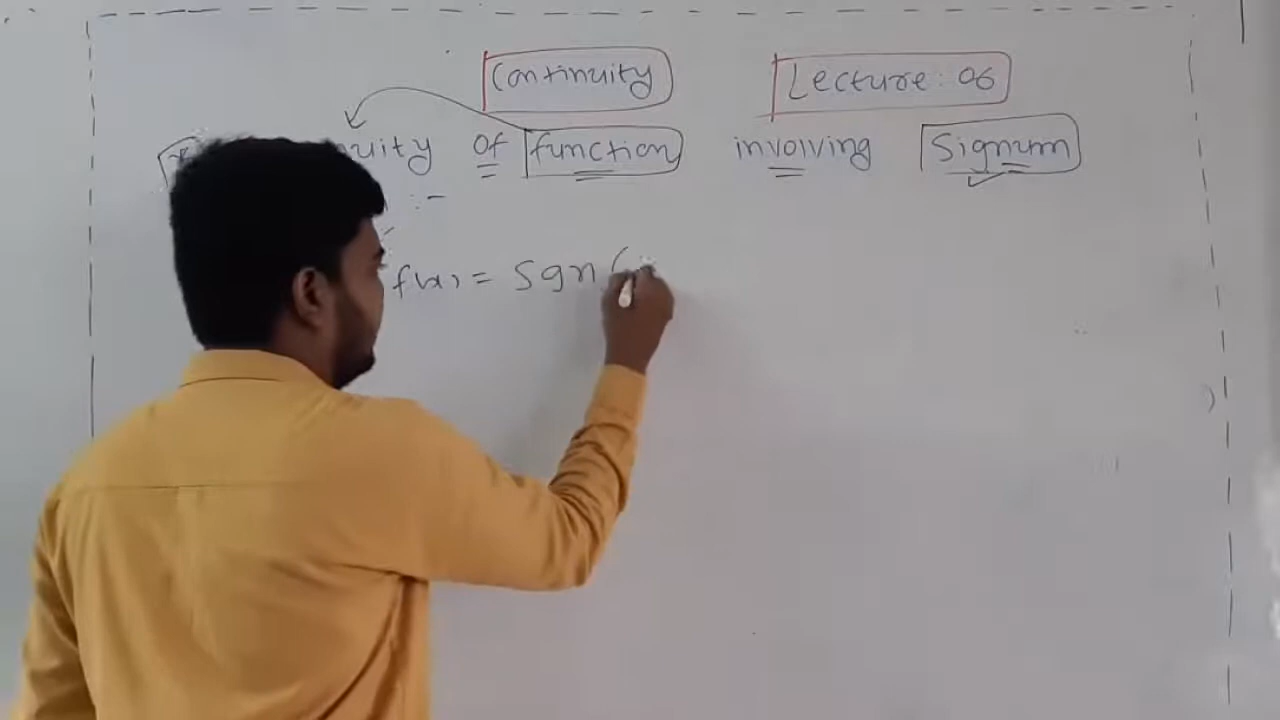 Continuity Lecture: 06
of function involving Signum
:-
f(x) = Sgn (